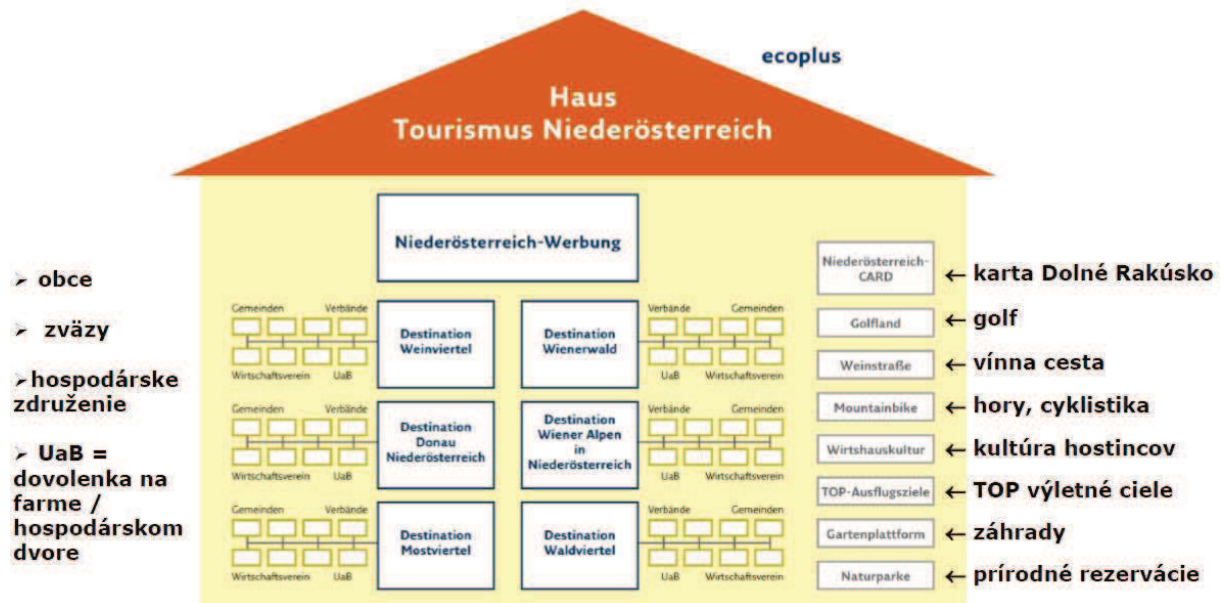 ecoplus
Haus
Tourismus Niederösterreich
Niederösterreich-Werbung
➢ obce
➢ zväzy
➢hospodárske
združenie
➢ UaB =
dovolenka na
farme /
hospodárskom
dvore
Gemeinden Verbände
Wirtschaftsverein UaB
Destination
Weinviertel
Destination
Wienerwald
Verbände Gemeinden
UaB Wirtschaftsverein
Gemeinden Verbände
Wirtschaftsverein UaB
Destination
Donau
Niederösterreich
Destination
Wiener Alpen
in
Niederösterreich
Verbände Gemeinden
UaB Wirtschaftsverein
Gemeinden Verbände
Wirtschaftsverein UaB
Destination
Mostviertel
Destination
Waldviertel
Verbände Gemeinden
UaB Wirtschaftsverein
Niederösterreich-
CARD
← karta Dolné Rakúsko
Golfland
← golf
Weinstraße
← vínna cesta
Mountainbike
← hory, cyklistika
Wirtshauskultur
← kultúra hostincov
TOP-Ausflugsziele
← TOP výletné ciele
Gartenplattform
← záhrady
Naturparke
← prírodné rezervácie